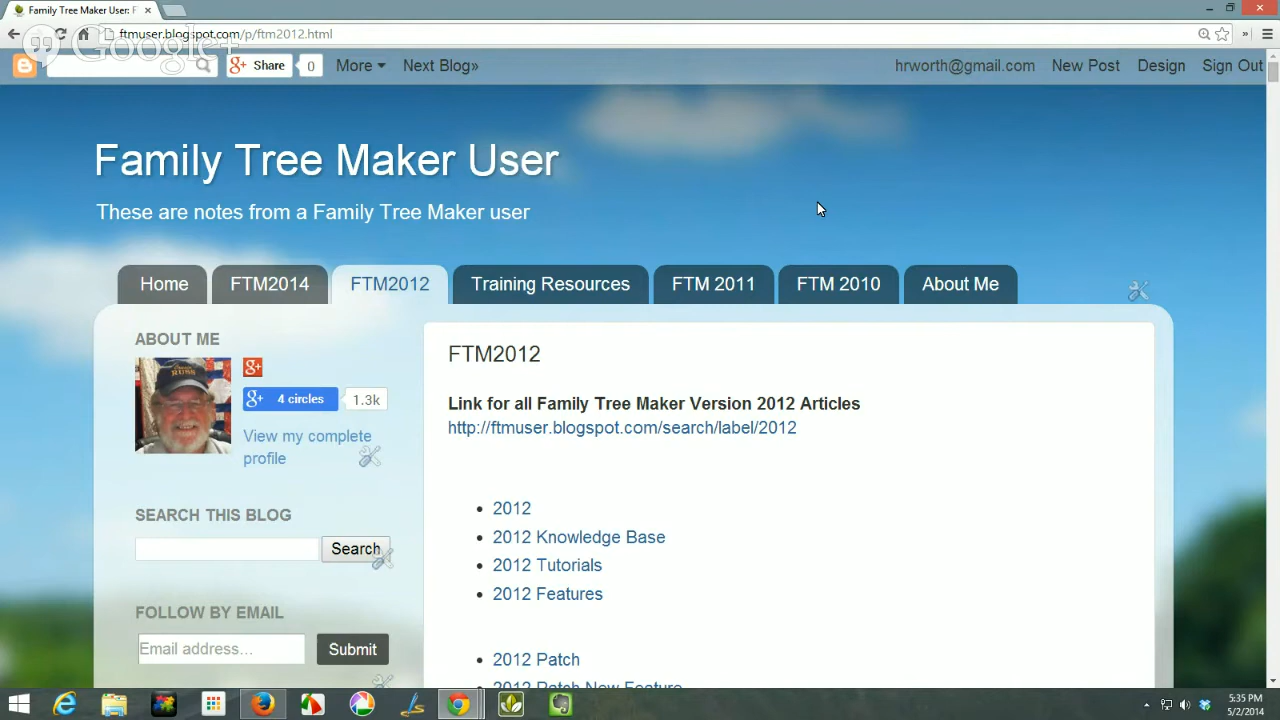 Family Tree Maker User: F
ftmuser.blogspot.com/p/ftm2012.html
Google+
Share
0
More
Next Blog»
hrworth@gmail.com
New Post
Design
Sign Out
Family Tree Maker User
These are notes from a Family Tree Maker user
Home
FTM2014
FTM2012
Training Resources
FTM 2011
FTM 2010
About Me
ABOUT ME
4 circles
1.3k
View my complete
profile
SEARCH THIS BLOG
Search
FOLLOW BY EMAIL
Email address...
Submit
FTM2012
Link for all Family Tree Maker Version 2012 Articles
http://ftmuser.blogspot.com/search/label/2012
2012
2012 Knowledge Base
2012 Tutorials
2012 Features
2012 Patch
2012 Patch New Feature
5:35 PM
5/2/2014